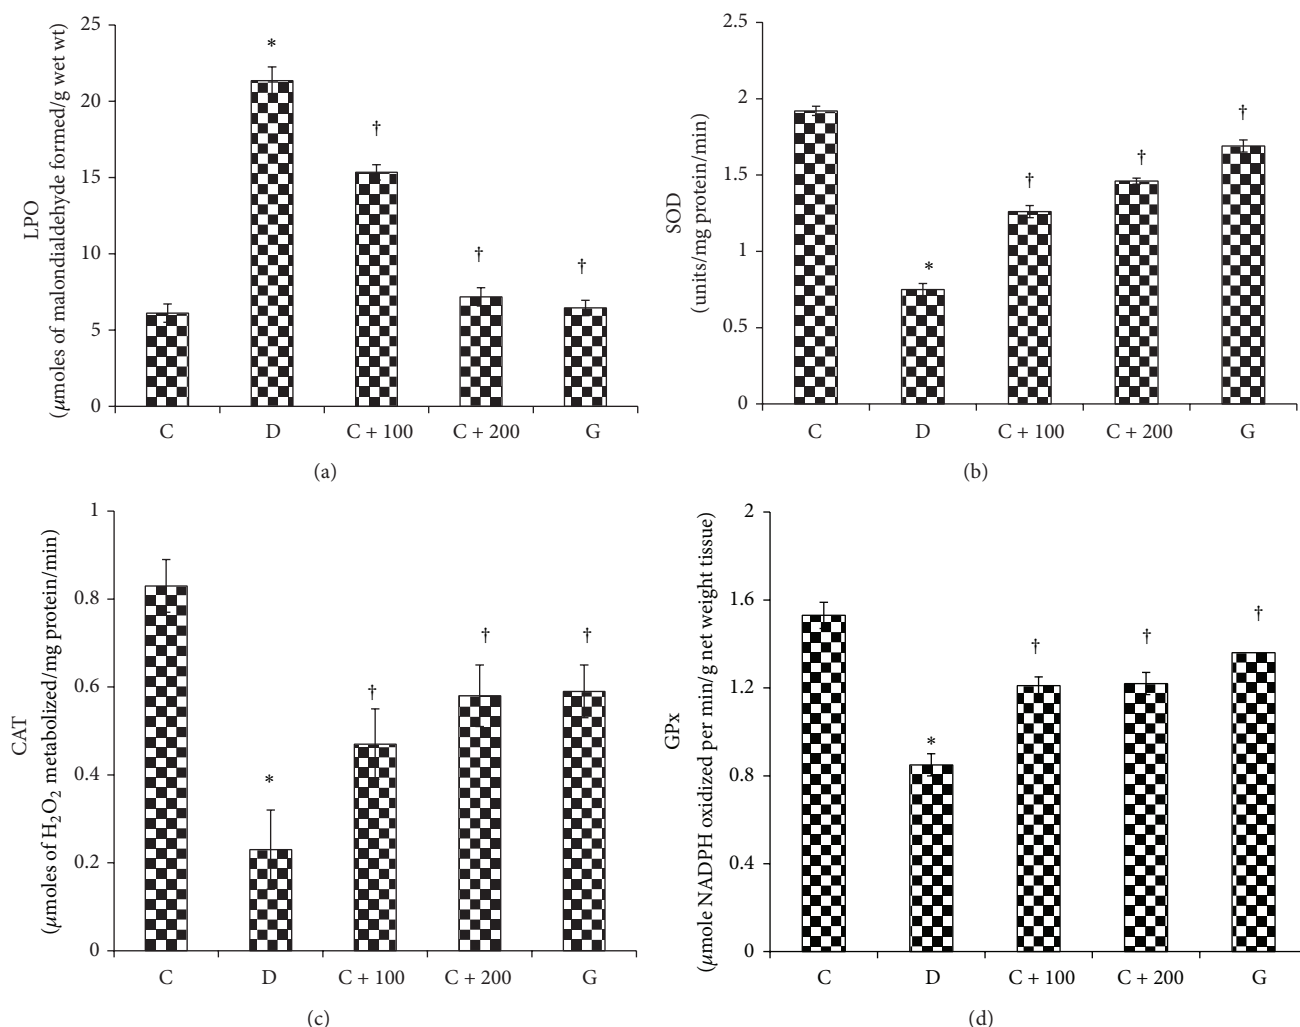 LPO
(μmoles of malondialdehyde formed/g wet wt)
25
20
15
10
5
0
*
†
†
†
C D C + 100 C + 200 G
(a)
SOD
(units/mg protein/min)
2.5
2
1.5
1
0.5
0
*
†
†
†
C D C + 100 C + 200 G
(b)
CAT
(μmoles of H₂O₂ metabolized/mg protein/min)
1
0.8
0.6
0.4
0.2
0
*
†
†
†
C D C + 100 C + 200 G
(c)
GPx
(μmole NADPH oxidized per min/g net weight tissue)
2
1.6
1.2
0.8
0.4
0
*
†
†
†
C D C + 100 C + 200 G
(d)